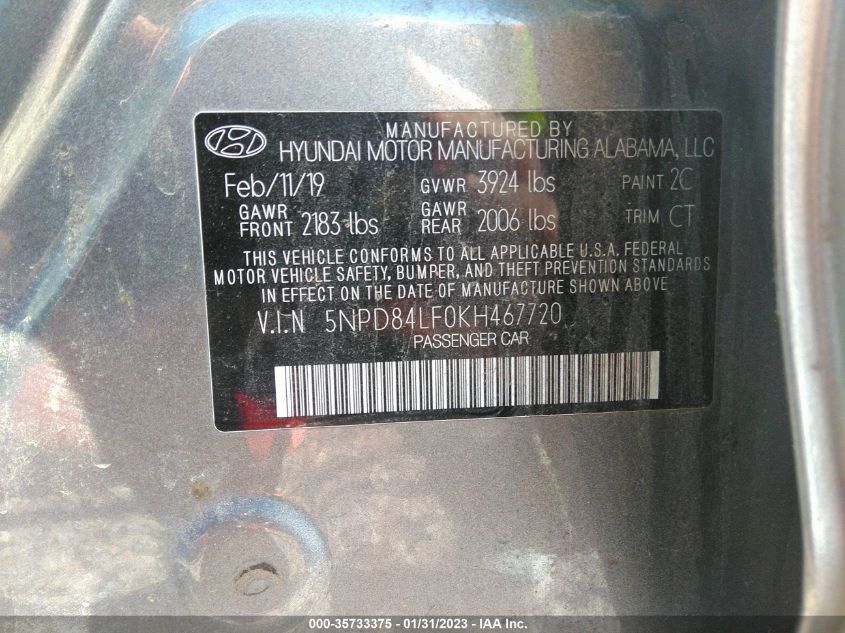 MANUFACTURED BY
HYUNDAI MOTOR MANUFACTURING ALABAMA, LLC
Feb/11/19 GVWR 3924 lbs PAINT 2C
GAWR FRONT 2183 lbs GAWR REAR 2006 lbs TRIM CT
THIS VEHICLE CONFORMS TO ALL APPLICABLE U.S.A. FEDERAL
MOTOR VEHICLE SAFETY, BUMPER, AND THEFT PREVENTION STANDARDS
IN EFFECT ON THE DATE OF MANUFACTURE SHOWN ABOVE.
V.I.N 5NPD84LF0KH467720
PASSENGER CAR
000-35733375 - 01/31/2023 - IAA Inc.